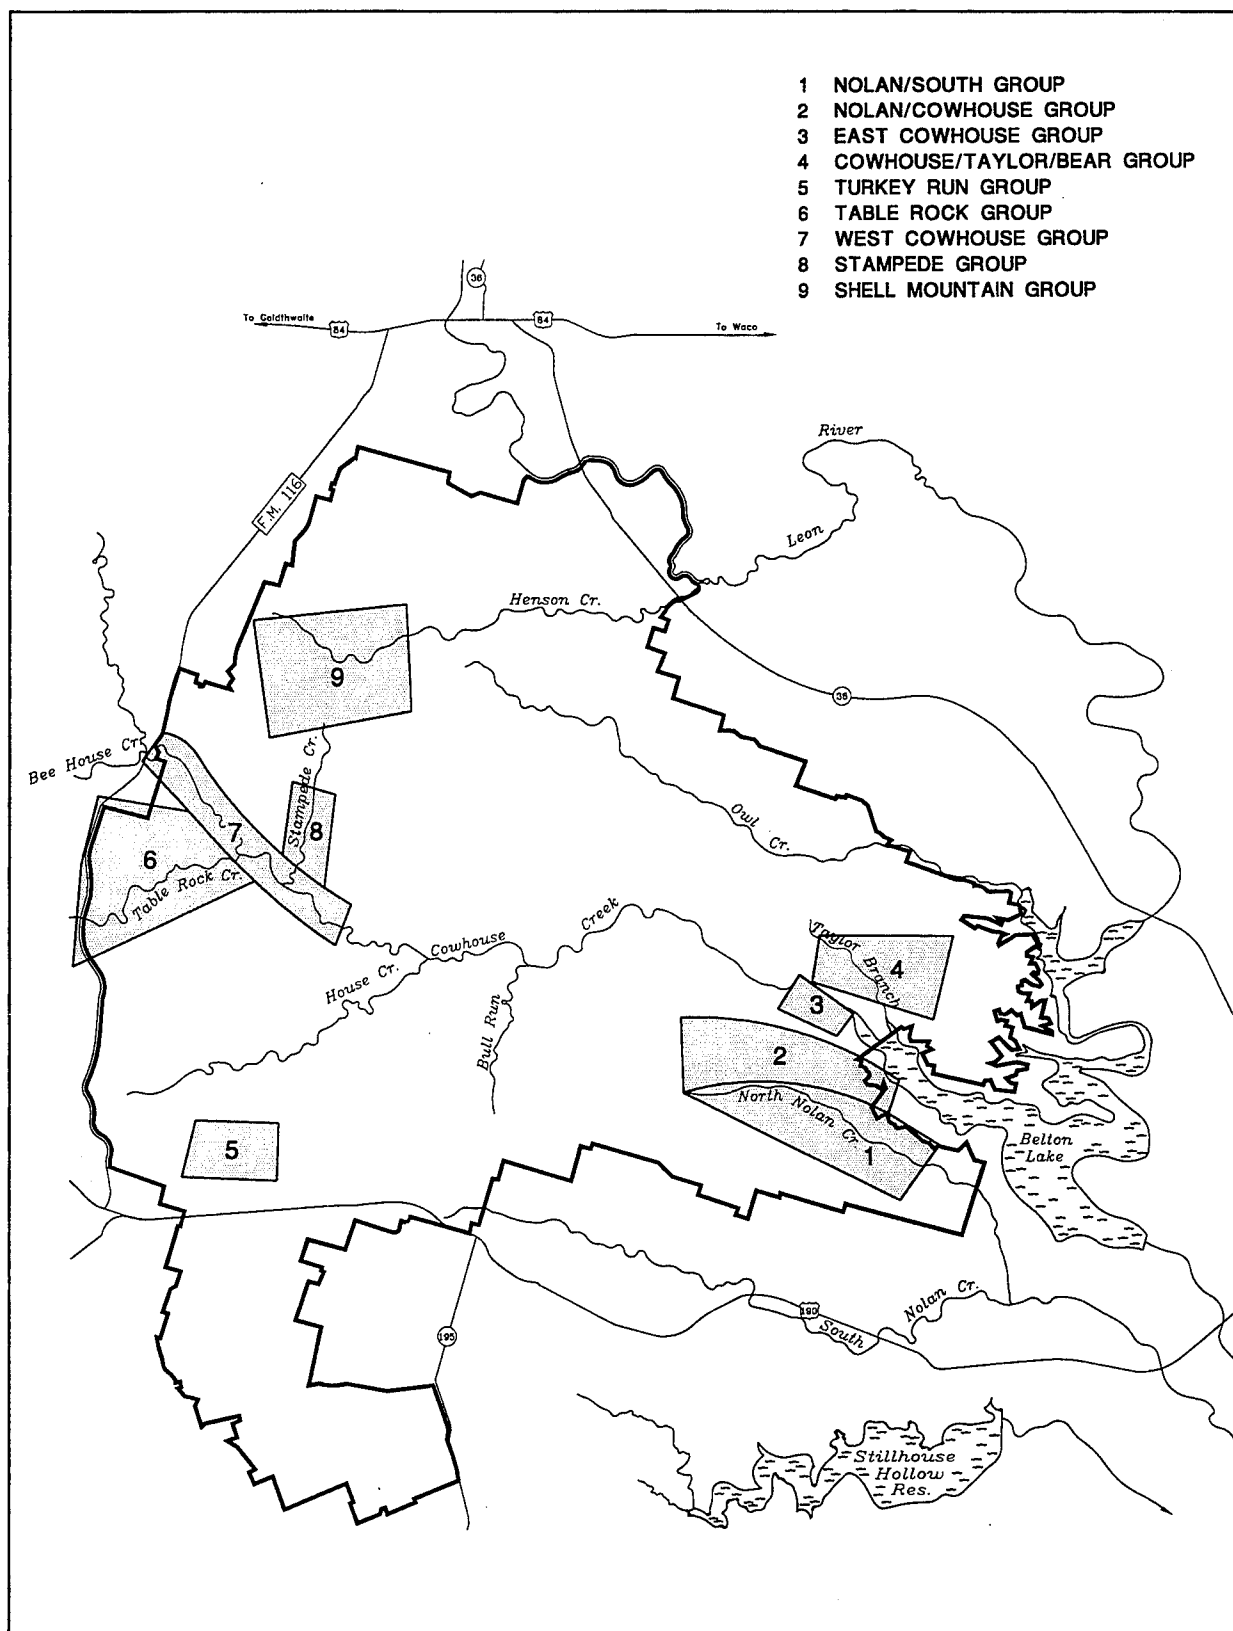 1 NOLAN/SOUTH GROUP
2 NOLAN/COWHOUSE GROUP
3 EAST COWHOUSE GROUP
4 COWHOUSE/TAYLOR/BEAR GROUP
5 TURKEY RUN GROUP
6 TABLE ROCK GROUP
7 WEST COWHOUSE GROUP
8 STAMPEDE GROUP
9 SHELL MOUNTAIN GROUP
36
To Goldthwaite
84
84
To Waco
River
F.M. 116
Leon
Henson Cr.
9
36
Bee House Cr.
Stampede Cr.
Owl
Cr.
7
8
6
Table Rock Cr.
Creek
Cowhouse
House Cr.
Taylor
Branch
4
3
Bull Run
2
North Nolan Cr.
1
5
Belton
Lake
Nolan Cr.
190
South
195
Stillhouse
Hollow
Res.